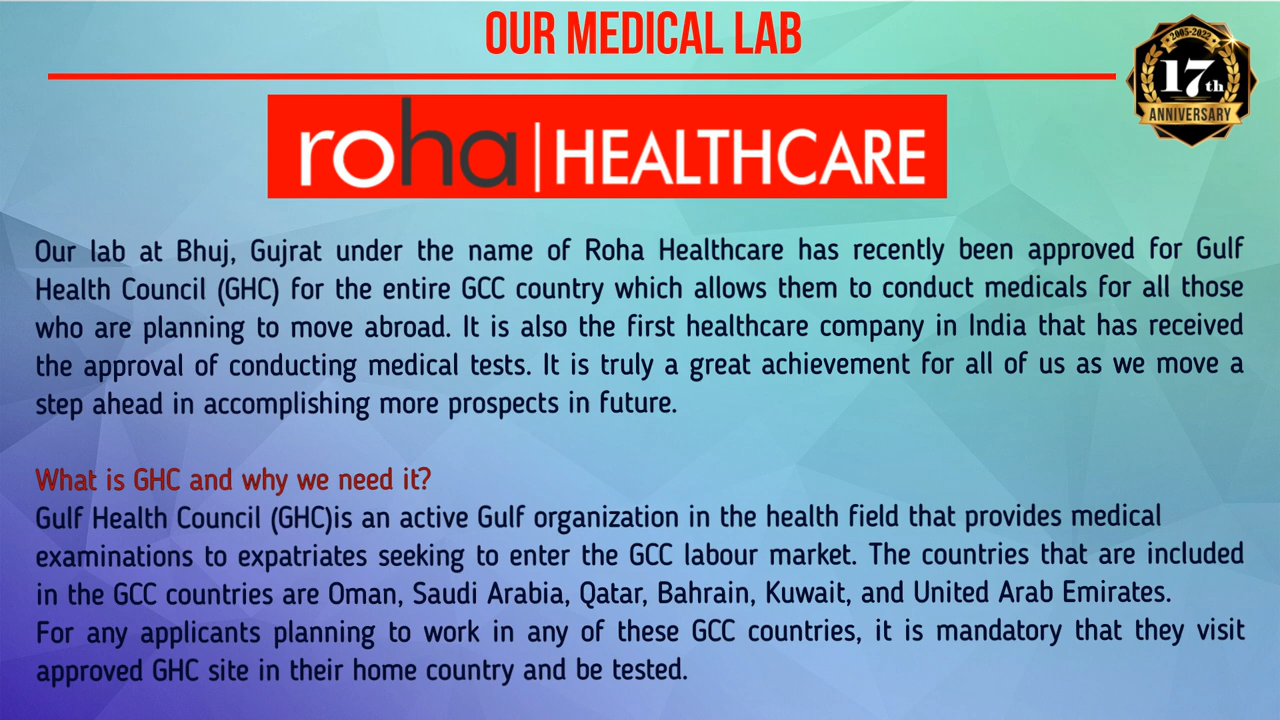 OUR MEDICAL LAB
2005-2022
17th
ANNIVERSARY
roha | HEALTHCARE
Our lab at Bhuj, Gujrat under the name of Roha Healthcare has recently been approved for Gulf
Health Council (GHC) for the entire GCC country which allows them to conduct medicals for all those
who are planning to move abroad. It is also the first healthcare company in India that has received
the approval of conducting medical tests. It is truly a great achievement for all of us as we move a
step ahead in accomplishing more prospects in future.
What is GHC and why we need it?
Gulf Health Council (GHC)is an active Gulf organization in the health field that provides medical
examinations to expatriates seeking to enter the GCC labour market. The countries that are included
in the GCC countries are Oman, Saudi Arabia, Qatar, Bahrain, Kuwait, and United Arab Emirates.
For any applicants planning to work in any of these GCC countries, it is mandatory that they visit
approved GHC site in their home country and be tested.